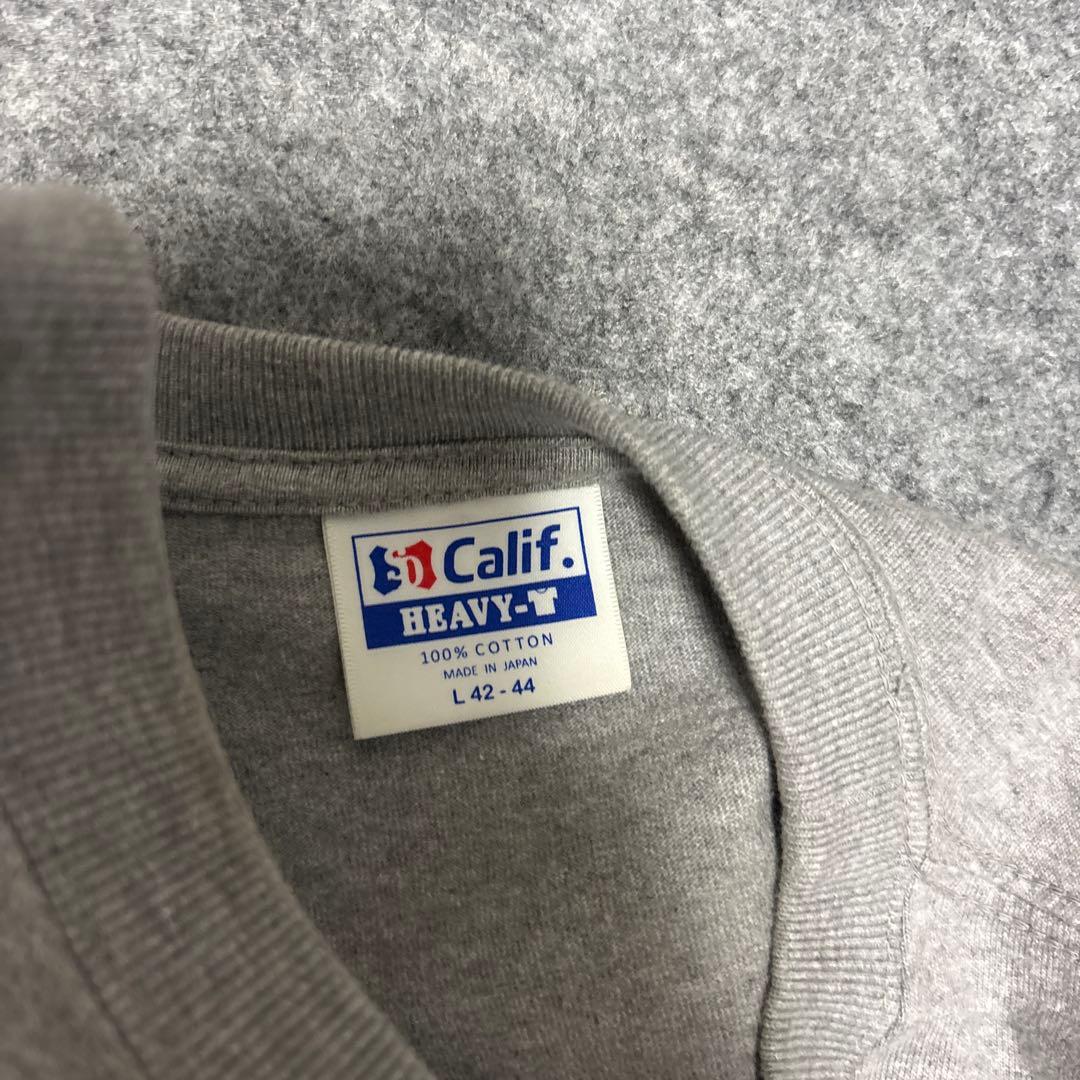 SD Calif.
HEAVY-T
100% COTTON
MADE IN JAPAN
L 42 - 44